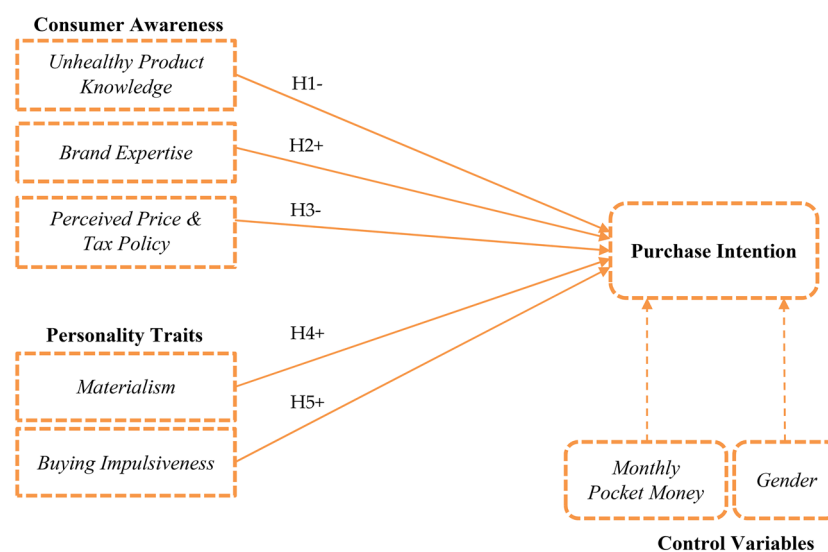 Consumer Awareness
Unhealthy Product
Knowledge
H1-
Brand Expertise
H2+
Perceived Price &
Tax Policy
H3-
Purchase Intention
Personality Traits
Materialism
H4+
Buying Impulsiveness
H5+
Monthly
Pocket Money
Gender
Control Variables